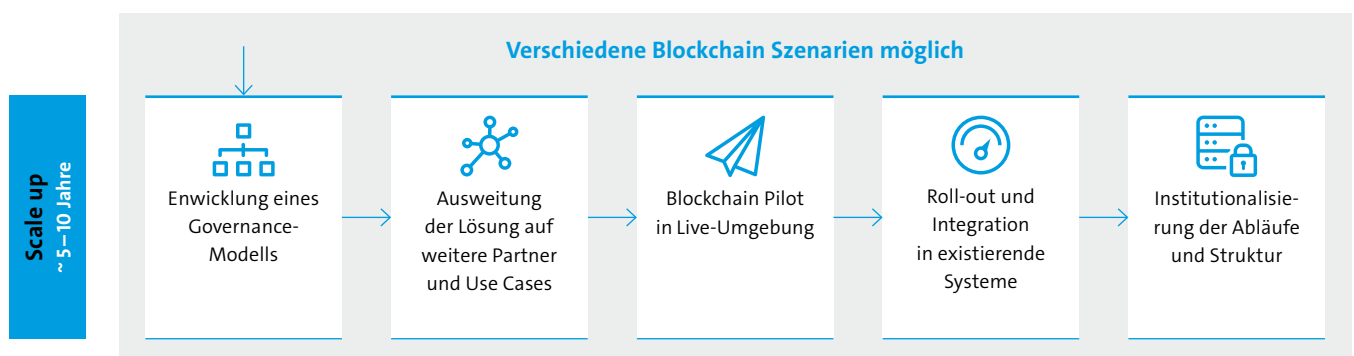 Verschiedene Blockchain Szenarien möglich
Scale up
~ 5–10 Jahre
Enwicklung eines
Governance-
Modells
Ausweitung
der Lösung auf
weitere Partner
und Use Cases
Blockchain Pilot
in Live-Umgebung
Roll-out und
Integration
in existierende
Systeme
Institutionalisie-
rung der Abläufe
und Struktur